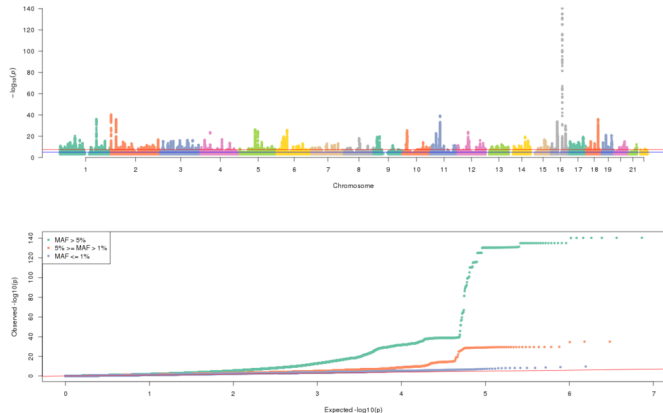 140
120
100
80
60
40
20
0
−log10(p)
1 2 3 4 5 6 7 8 9 10 11 12 13 14 15 16 17 18 19 21
Chromosome
MAF > 5%
5% >= MAF > 1%
MAF <= 1%
140
120
100
80
60
40
20
0
Observed -log10(p)
0 1 2 3 4 5 6 7
Expected -log10(p)